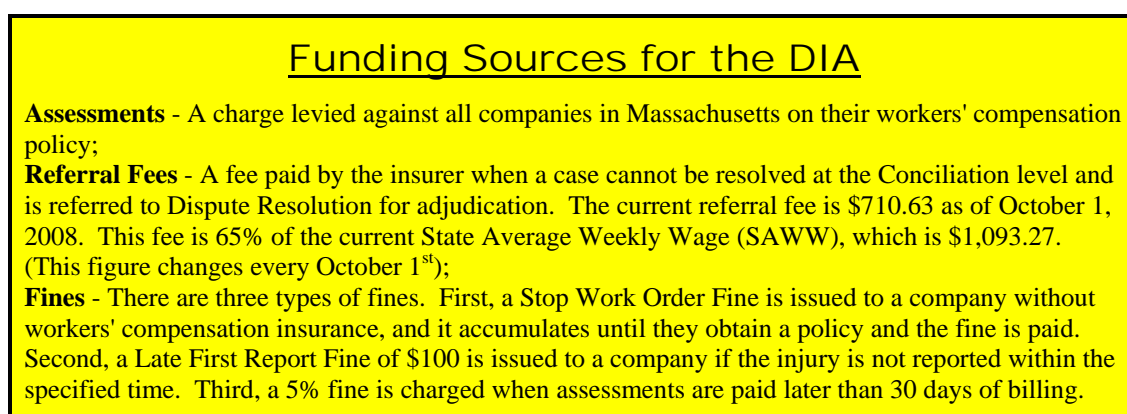 Funding Sources for the DIA
Assessments - A charge levied against all companies in Massachusetts on their workers' compensation
policy;
Referral Fees - A fee paid by the insurer when a case cannot be resolved at the Conciliation level and
is referred to Dispute Resolution for adjudication. The current referral fee is $710.63 as of October 1,
2008. This fee is 65% of the current State Average Weekly Wage (SAWW), which is $1,093.27.
(This figure changes every October 1st);
Fines - There are three types of fines. First, a Stop Work Order Fine is issued to a company without
workers' compensation insurance, and it accumulates until they obtain a policy and the fine is paid.
Second, a Late First Report Fine of $100 is issued to a company if the injury is not reported within the
specified time. Third, a 5% fine is charged when assessments are paid later than 30 days of billing.